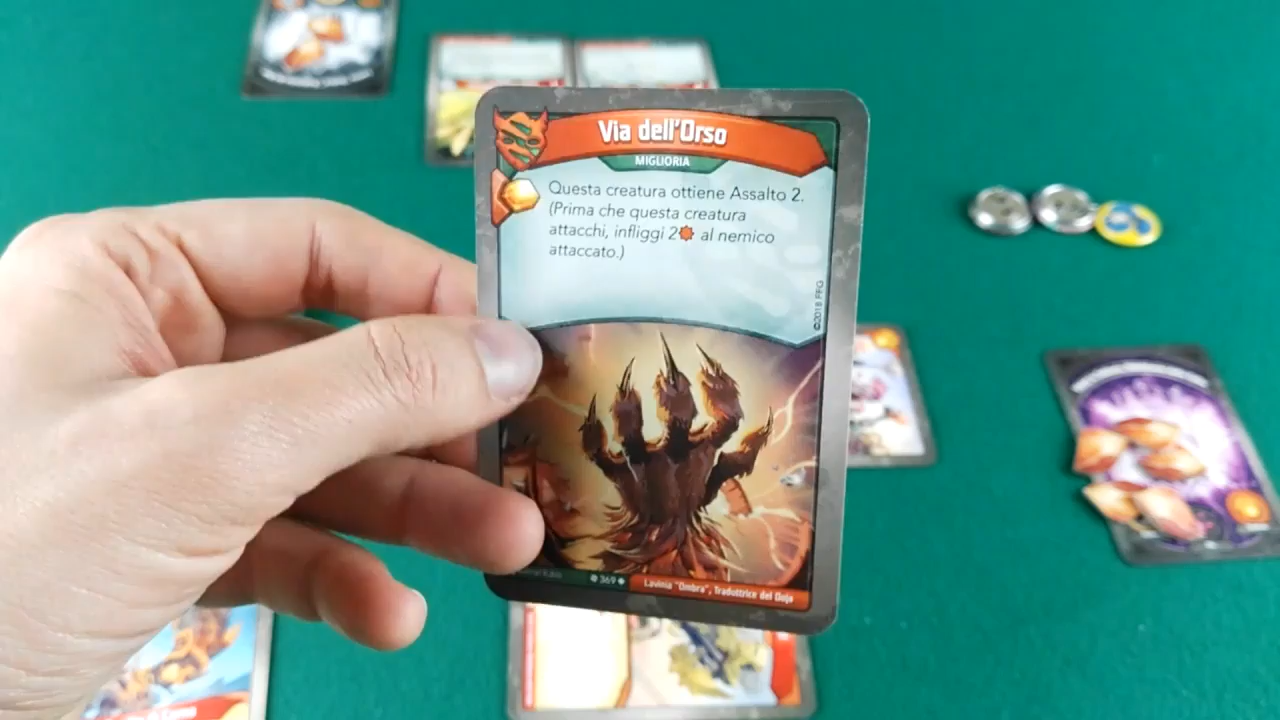 Via dell'Orso
MIGLIORIA
Questa creatura ottiene Assalto 2.
(Prima che questa creatura
attacchi, infliggi 2 al nemico
attaccato.)
©2018 FFG
369
Lavinia "Ombra", Traduttrice del Dojo